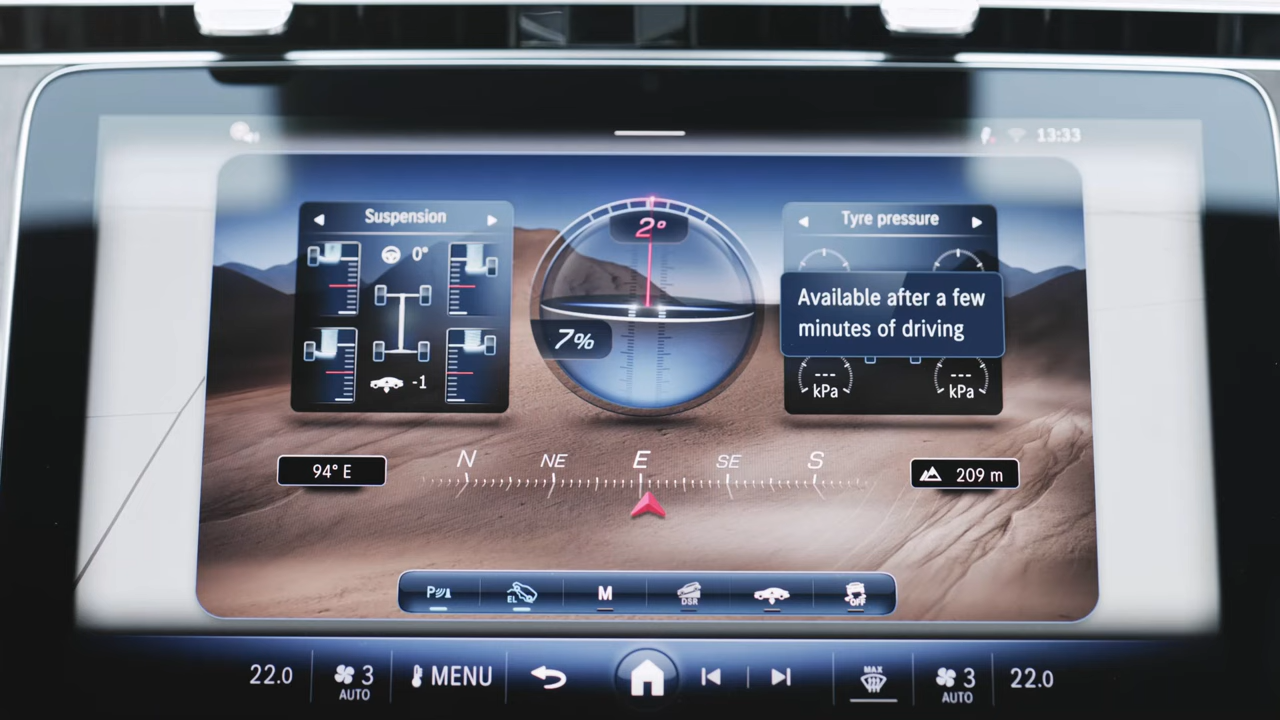 13:33
Suspension
0°
-1
2°
7%
Tyre pressure
Available after a few
minutes of driving
---
kPa
---
kPa
94° E
N NE E SE S
209 m
P
EL
M
DSR
OFF
22.0
3
AUTO
MENU
MAX
3
AUTO
22.0